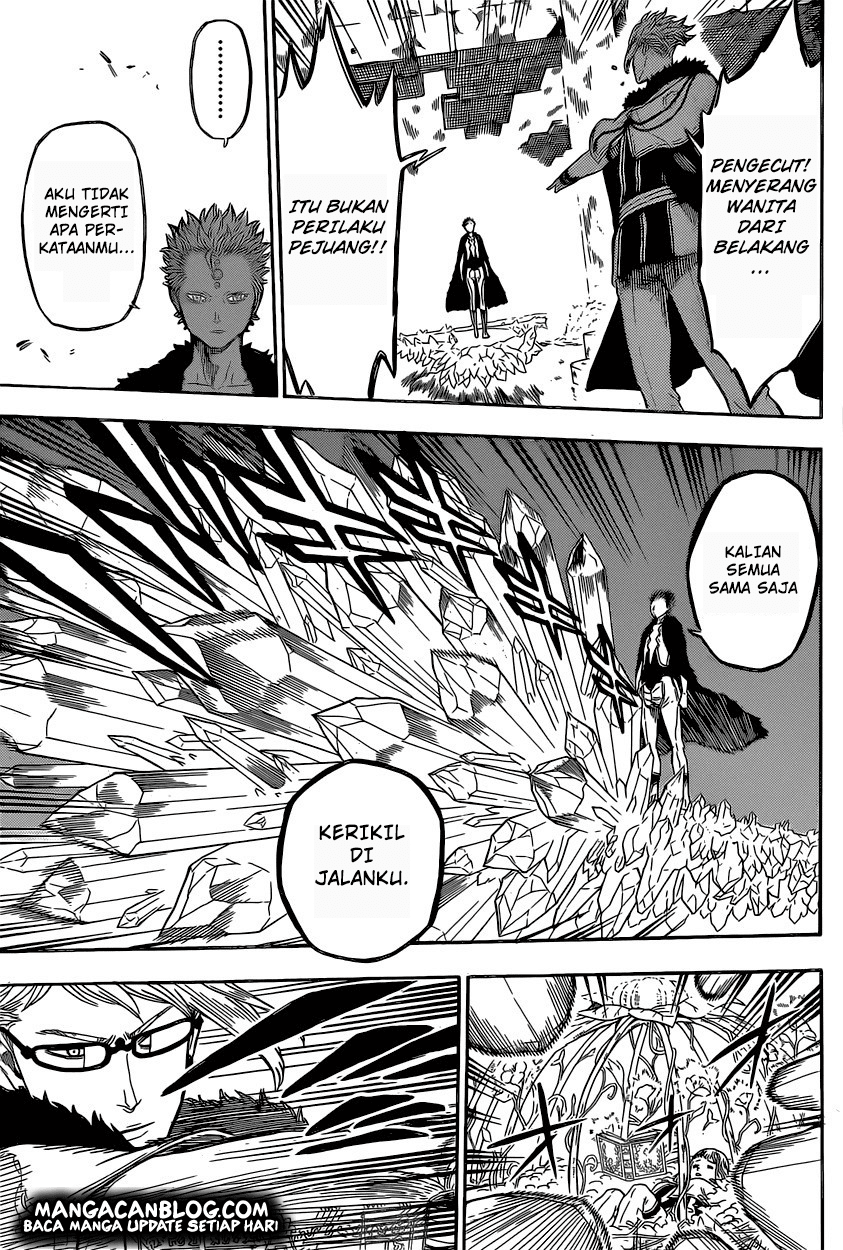 PENGECUT!
MENYERANG
WANITA
DARI
BELAKANG
...
ITU BUKAN
PERILAKU
PEJUANG!!
.........
AKU TIDAK
MENGERTI
APA PER-
KATAANMU...
KALIAN
SEMUA
SAMA SAJA
KERIKIL
DI
JALANKU.
MANGACANBLOG.COM
BACA MANGA UPDATE SETIAP HARI